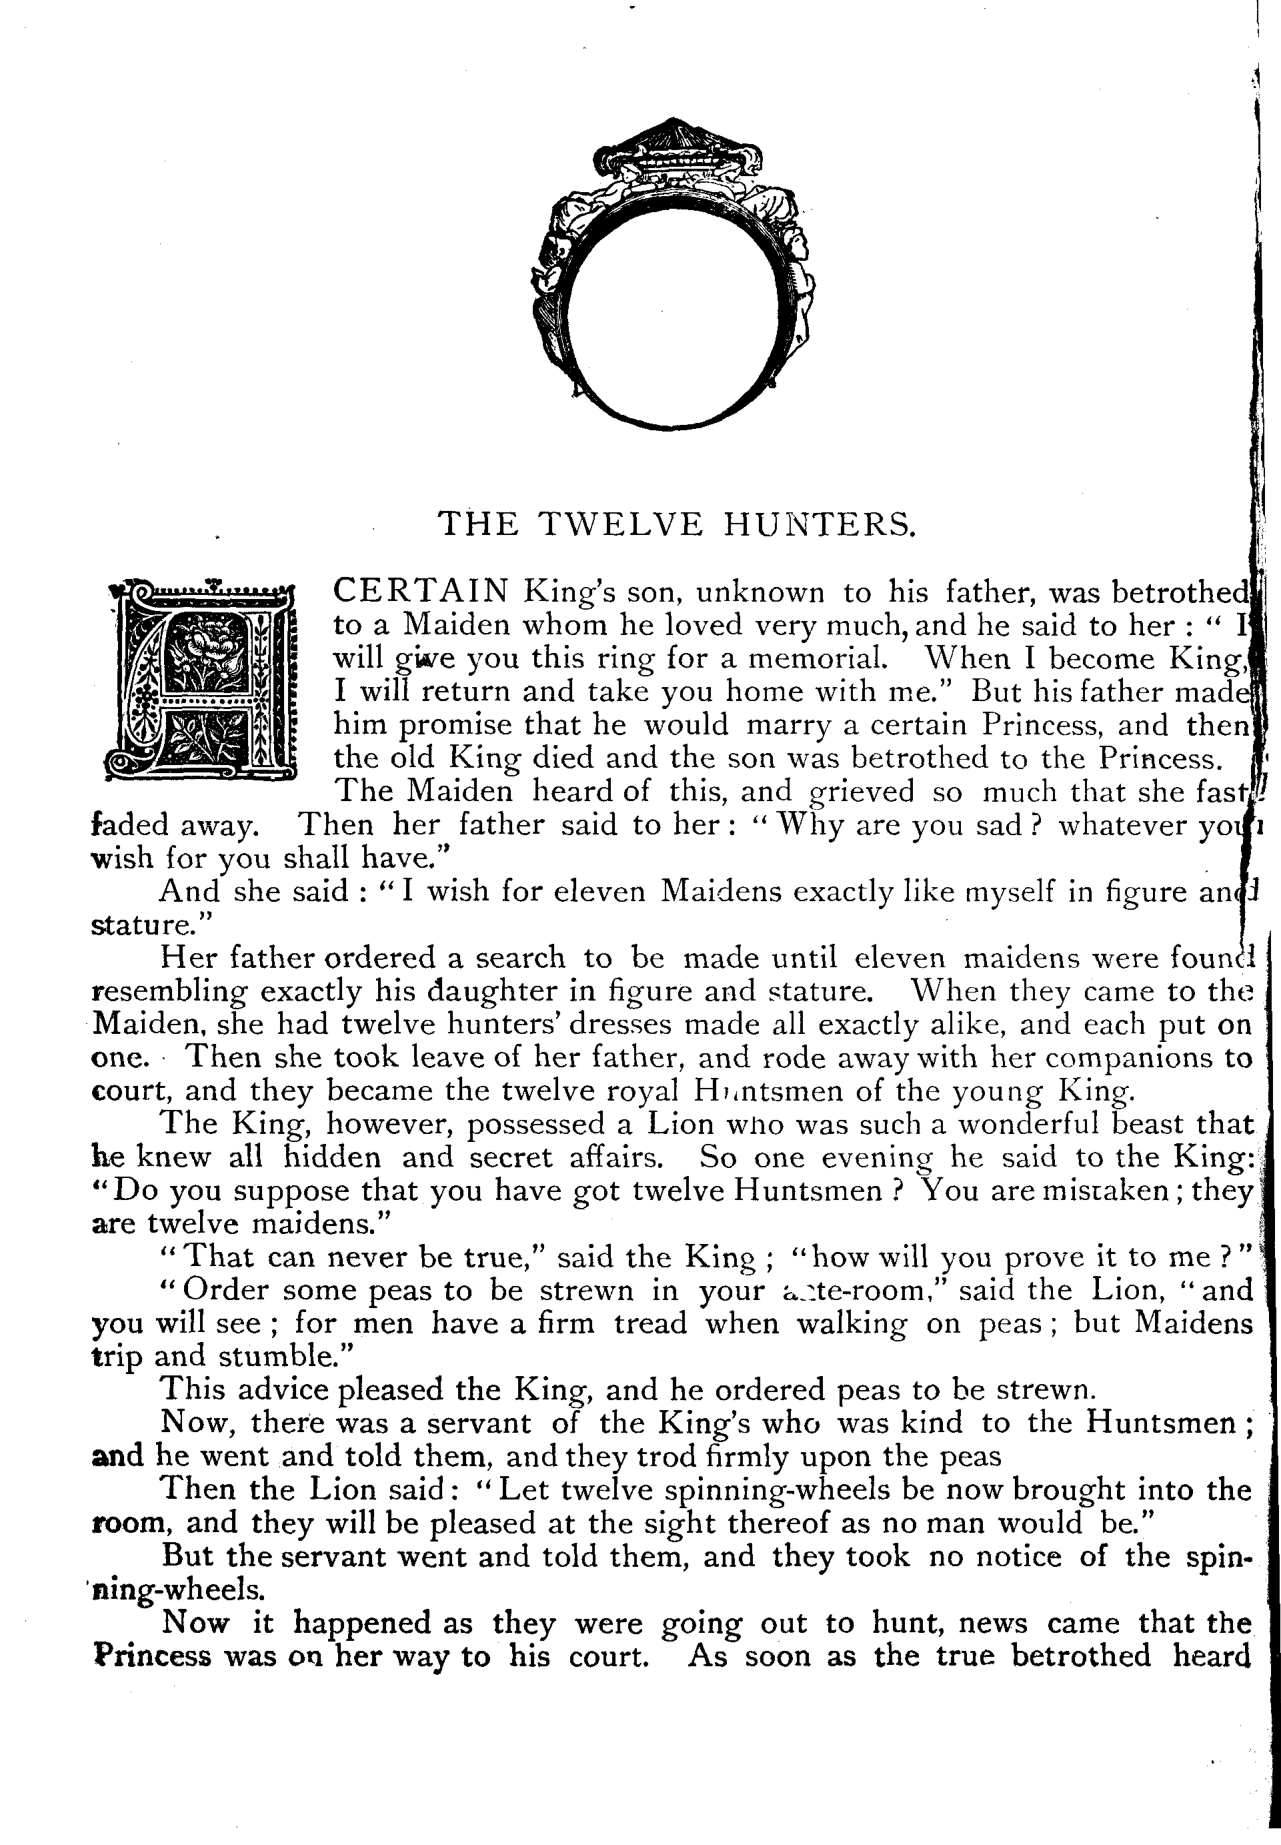 THE TWELVE HUNTERS.
A CERTAIN King's son, unknown to his father, was betrothed
to a Maiden whom he loved very much, and he said to her : " I
will give you this ring for a memorial. When I become King,
I will return and take you home with me." But his father made
him promise that he would marry a certain Princess, and then
the old King died and the son was betrothed to the Princess.
The Maiden heard of this, and grieved so much that she fast
faded away. Then her father said to her : " Why are you sad ? whatever you
wish for you shall have."
And she said : " I wish for eleven Maidens exactly like myself in figure and
stature."
Her father ordered a search to be made until eleven maidens were found
resembling exactly his daughter in figure and stature. When they came to the
Maiden, she had twelve hunters' dresses made all exactly alike, and each put on
one. Then she took leave of her father, and rode away with her companions to
court, and they became the twelve royal Huntsmen of the young King.
The King, however, possessed a Lion who was such a wonderful beast that
he knew all hidden and secret affairs. So one evening he said to the King:
" Do you suppose that you have got twelve Huntsmen ? You are mistaken ; they
are twelve maidens."
" That can never be true," said the King ; " how will you prove it to me ? "
" Order some peas to be strewn in your ante-room," said the Lion, " and
you will see ; for men have a firm tread when walking on peas ; but Maidens
trip and stumble."
This advice pleased the King, and he ordered peas to be strewn.
Now, there was a servant of the King's who was kind to the Huntsmen ;
and he went and told them, and they trod firmly upon the peas
Then the Lion said : " Let twelve spinning-wheels be now brought into the
room, and they will be pleased at the sight thereof as no man would be."
But the servant went and told them, and they took no notice of the spin-
ning-wheels.
Now it happened as they were going out to hunt, news came that the
Princess was on her way to his court. As soon as the true betrothed heard